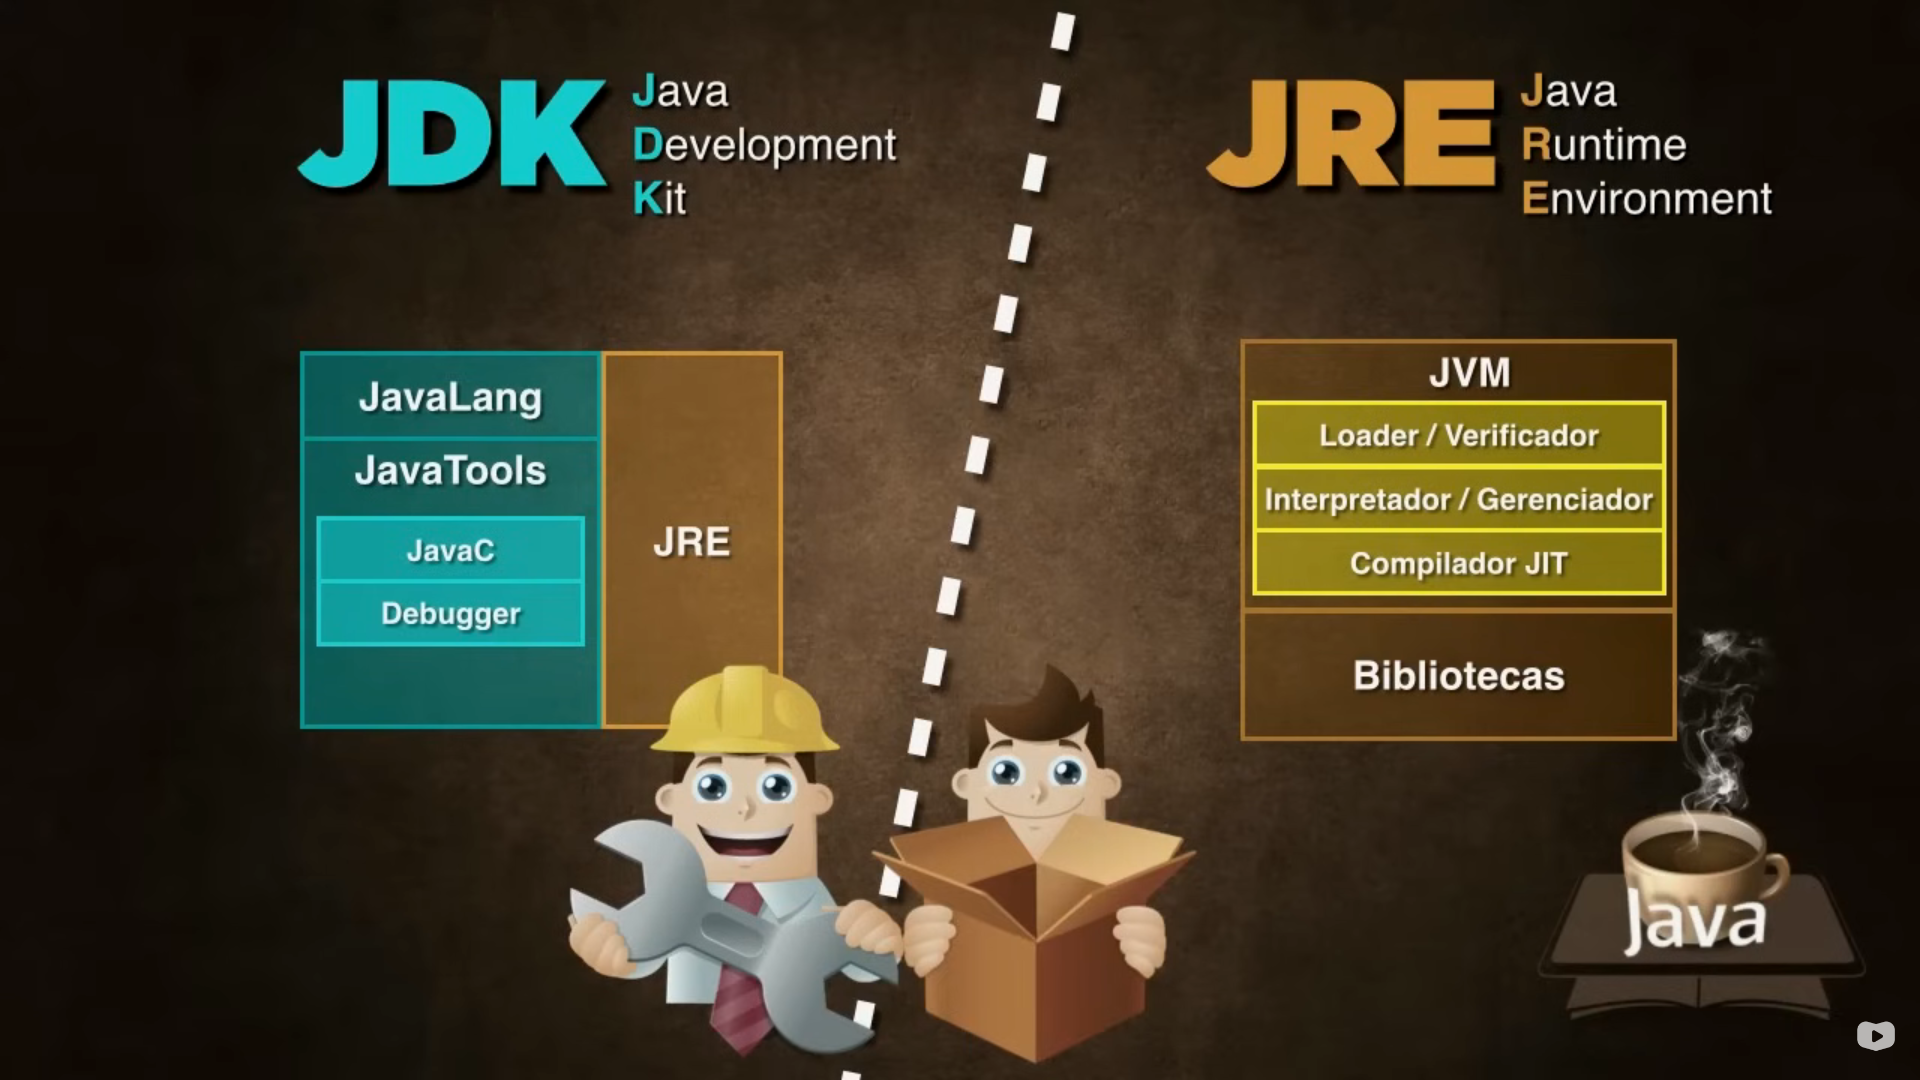 JDK
Java
Development
Kit
JRE
Java
Runtime
Environment
JavaLang
JavaTools
JavaC
Debugger
JRE
JVM
Loader / Verificador
Interpretador / Gerenciador
Compilador JIT
Bibliotecas
Java